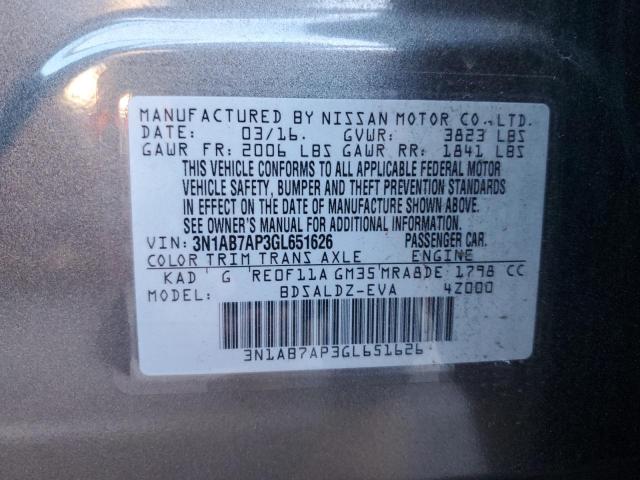 MANUFACTURED BY NISSAN MOTOR CO.,LTD.
DATE: 03/16. GVWR: 3823 LBS
GAWR FR: 2006 LBS GAWR RR: 1841 LBS
THIS VEHICLE CONFORMS TO ALL APPLICABLE FEDERAL MOTOR
VEHICLE SAFETY, BUMPER AND THEFT PREVENTION STANDARDS
IN EFFECT ON THE DATE OF MANUFACTURE SHOWN ABOVE.
SEE OWNER'S MANUAL FOR ADDITIONAL INFORMATION.
VIN: 3N1AB7AP3GL651626 PASSENGER CAR.
COLOR TRIM TRANS AXLE ENGINE
KAD G RE0F11A GM35 MRA8DE 1798 CC
MODEL: BDSALDZ-EVA 4Z000
3N1AB7AP3GL651626